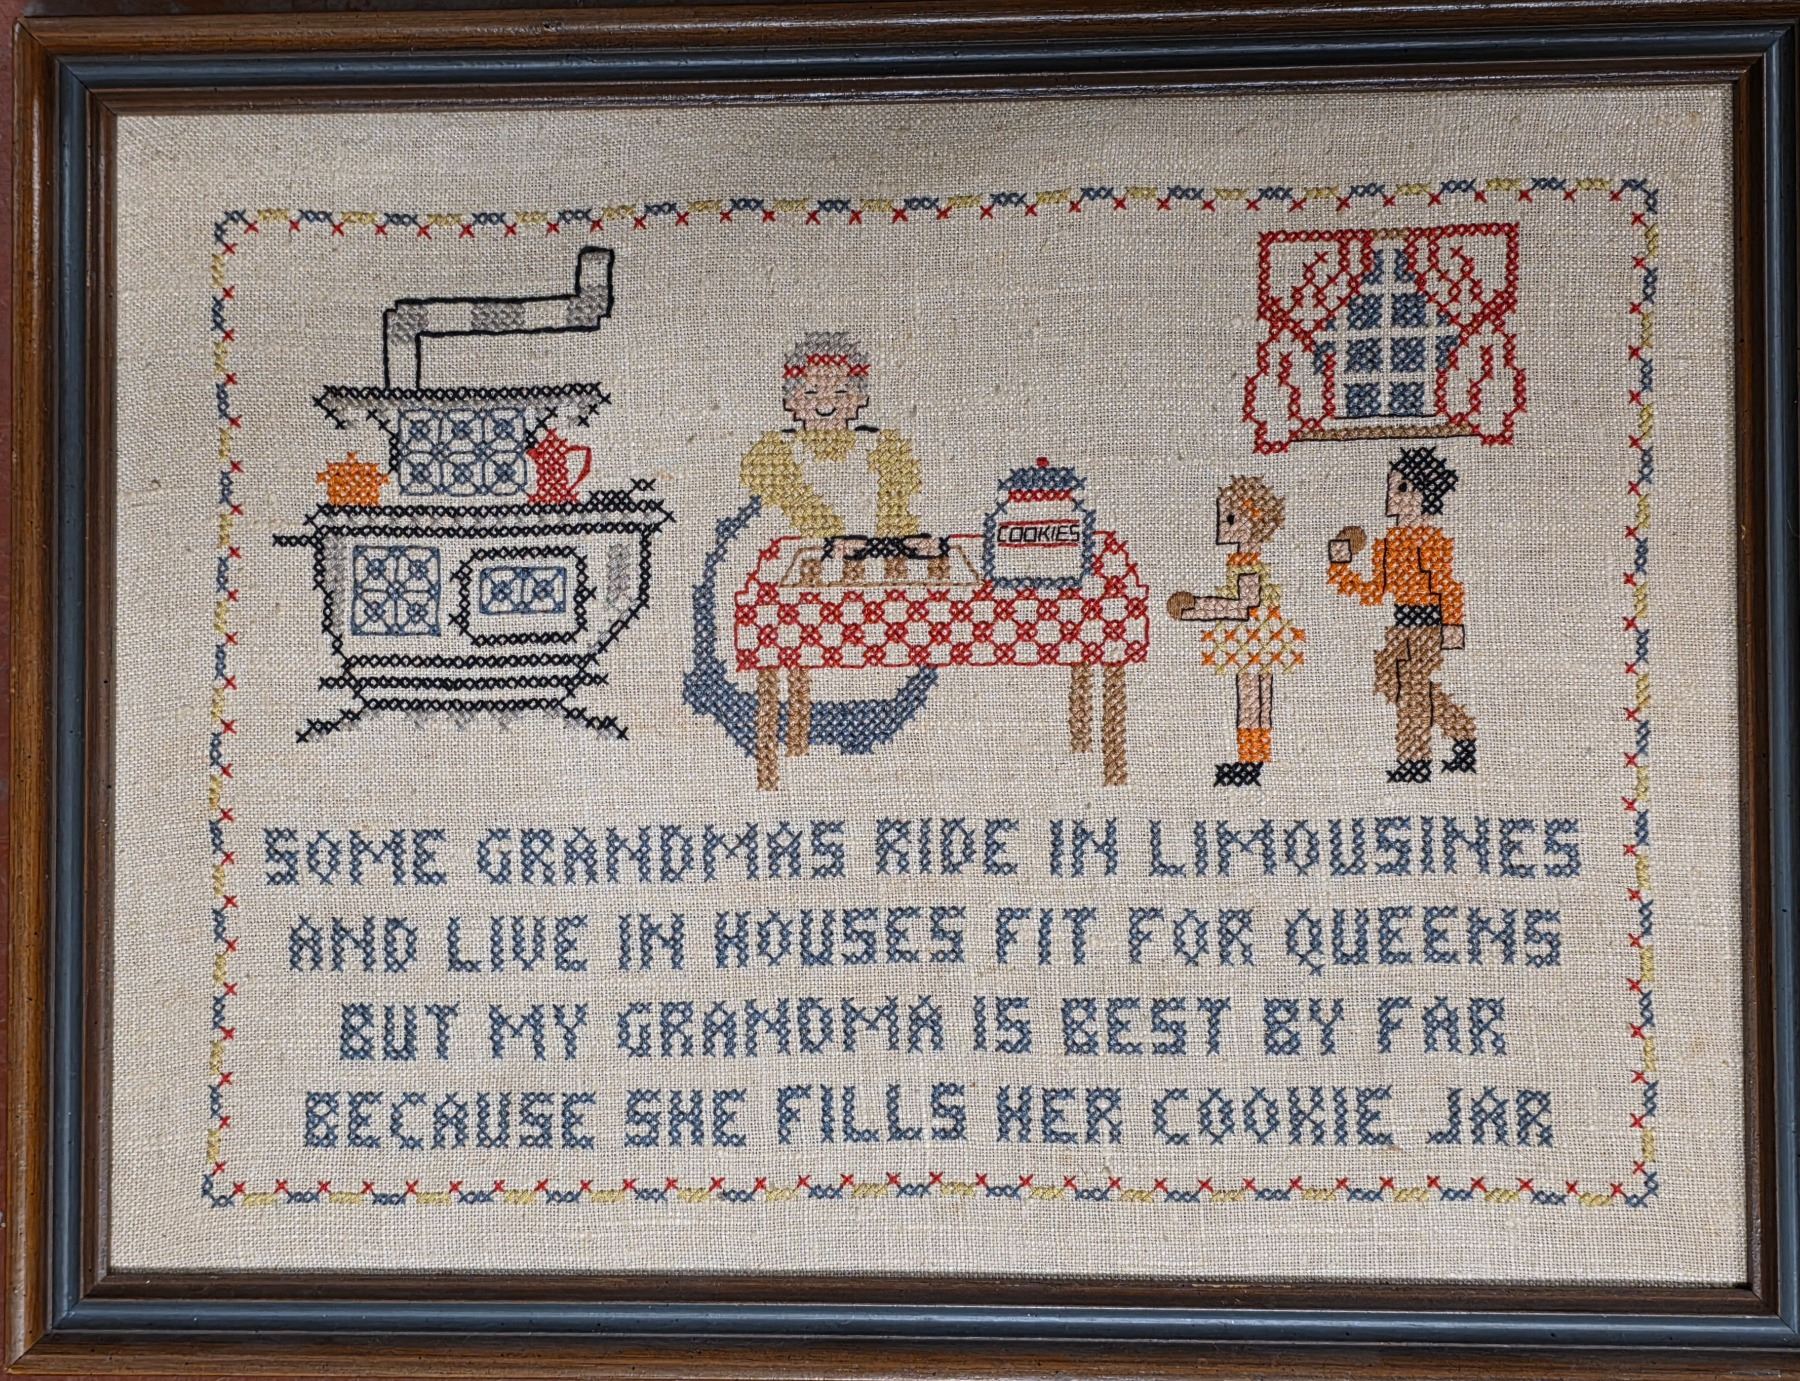 COOKIES
SOME GRANDMAS RIDE IN LIMOUSINES
AND LIVE IN HOUSES FIT FOR QUEENS
BUT MY GRANDMA IS BEST BY FAR
BECAUSE SHE FILLS HER COOKIE JAR